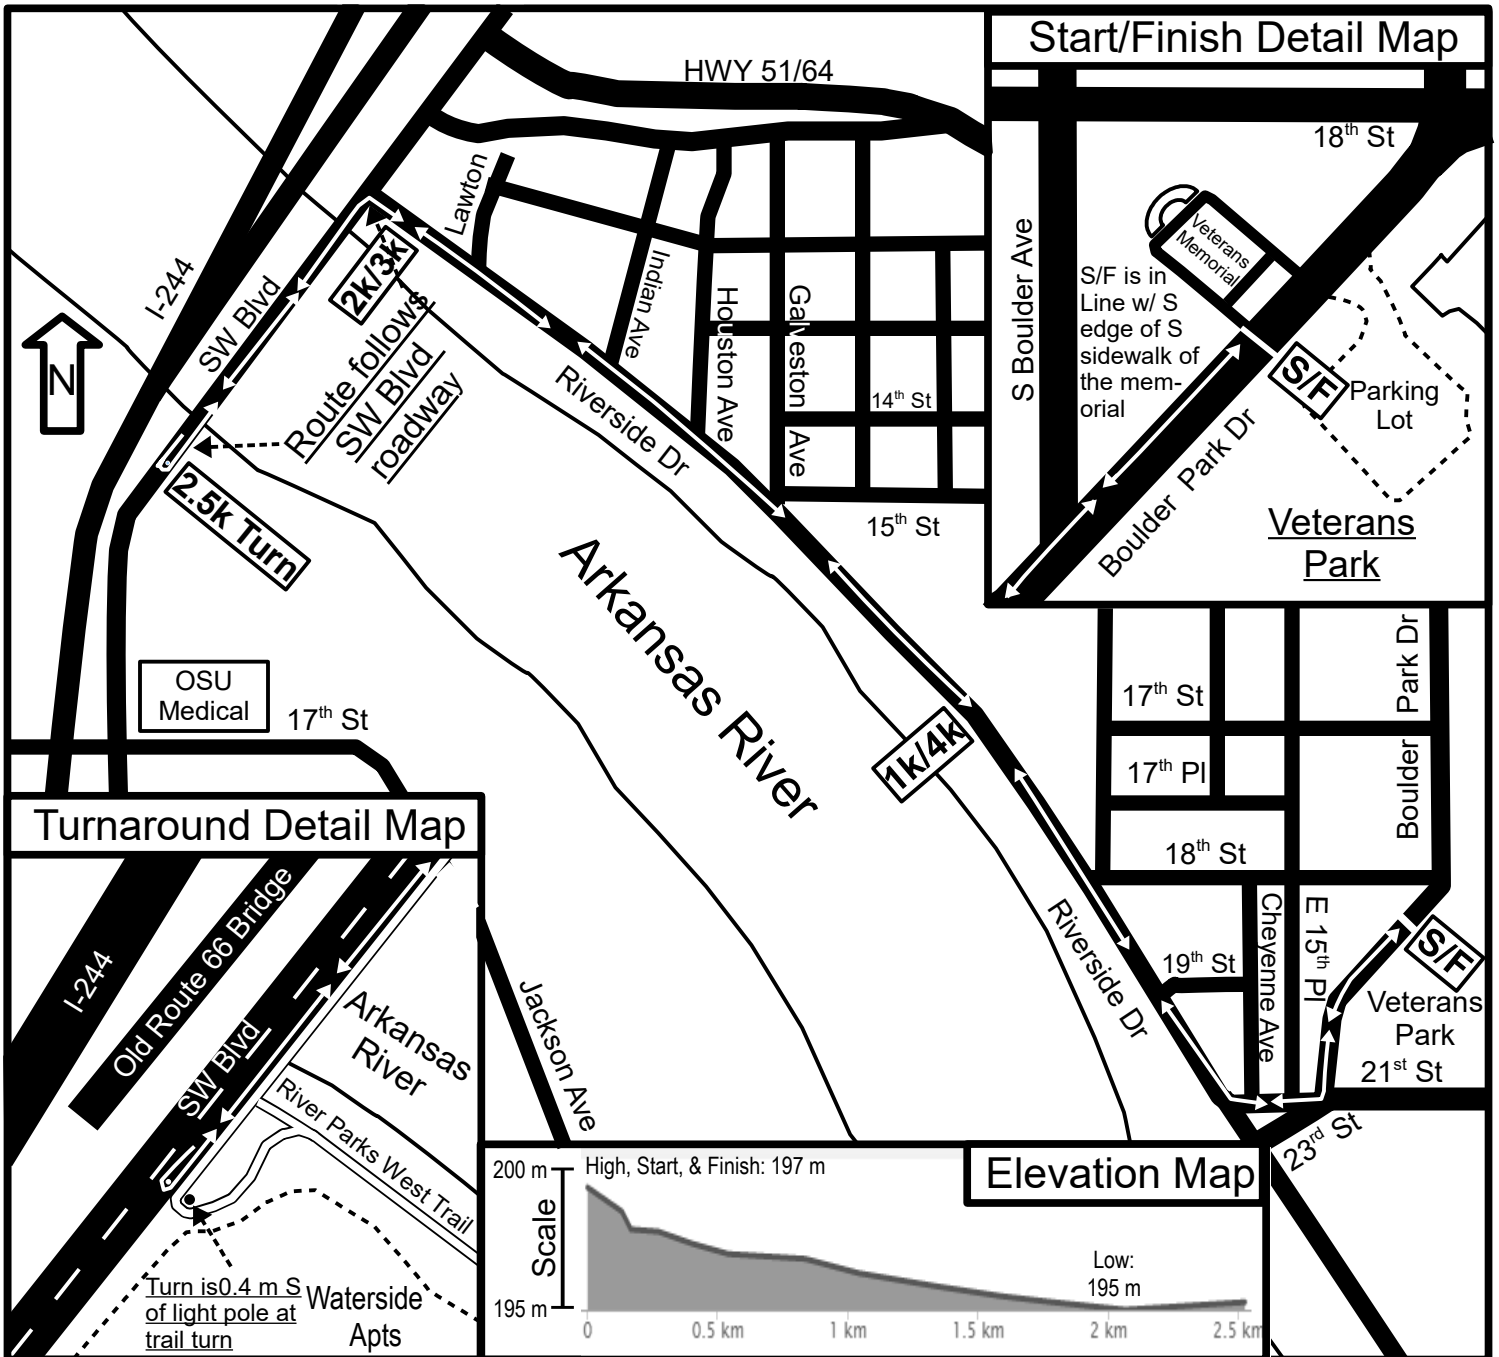 Start/Finish Detail Map
HWY 51/64
18th St
Lawton
Veterans
Memorial
I-244
SW Blvd
2k/3k
Indian Ave
Houston Ave
Galveston Ave
S Boulder Ave
S/F is in
Line w/ S
edge of S
sidewalk of
the mem-
orial
N
Route follows
SW Blvd
roadway
Riverside Dr
14th St
S/F
Parking
Lot
15th St
Boulder Park Dr
Veterans
Park
2.5k Turn
Arkansas River
OSU
Medical
17th St
1k/4k
17th St
Boulder Park Dr
17th Pl
18th St
Turnaround Detail Map
Riverside Dr
Cheyenne Ave
E 15th Pl
S/F
19th St
Veterans
Park
21st St
23rd St
Jackson Ave
I-244
Old Route 66 Bridge
SW Blvd
Arkansas
River
River Parks West Trail
Turn is0.4 m S
of light pole at
trail turn
Waterside
Apts
Elevation Map
200 m
High, Start, & Finish: 197 m
Scale
Low:
195 m
195 m
0 0.5 km 1 km 1.5 km 2 km 2.5 km